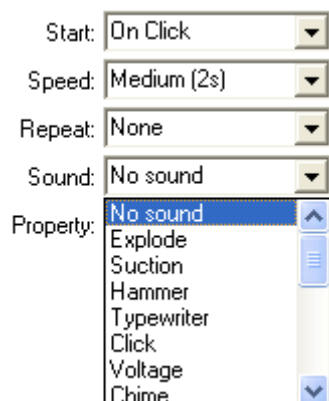 Start: On Click
Speed: Medium (2s)
Repeat: None
Sound: No sound
Property: No sound
Explode
Suction
Hammer
Typewriter
Click
Voltage
Chime